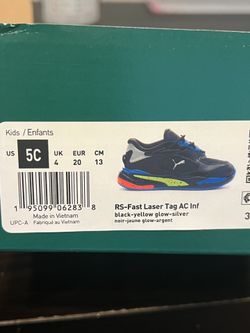 Kids / Enfants
US 5C UK 4 EUR 20 CM 13
1 95099 06283 8
UPC-A
Made in Vietnam
Fabriqué au Vietnam
RS-Fast Laser Tag AC Inf
black-yellow glow-silver
noir-jaune glow-argent
3